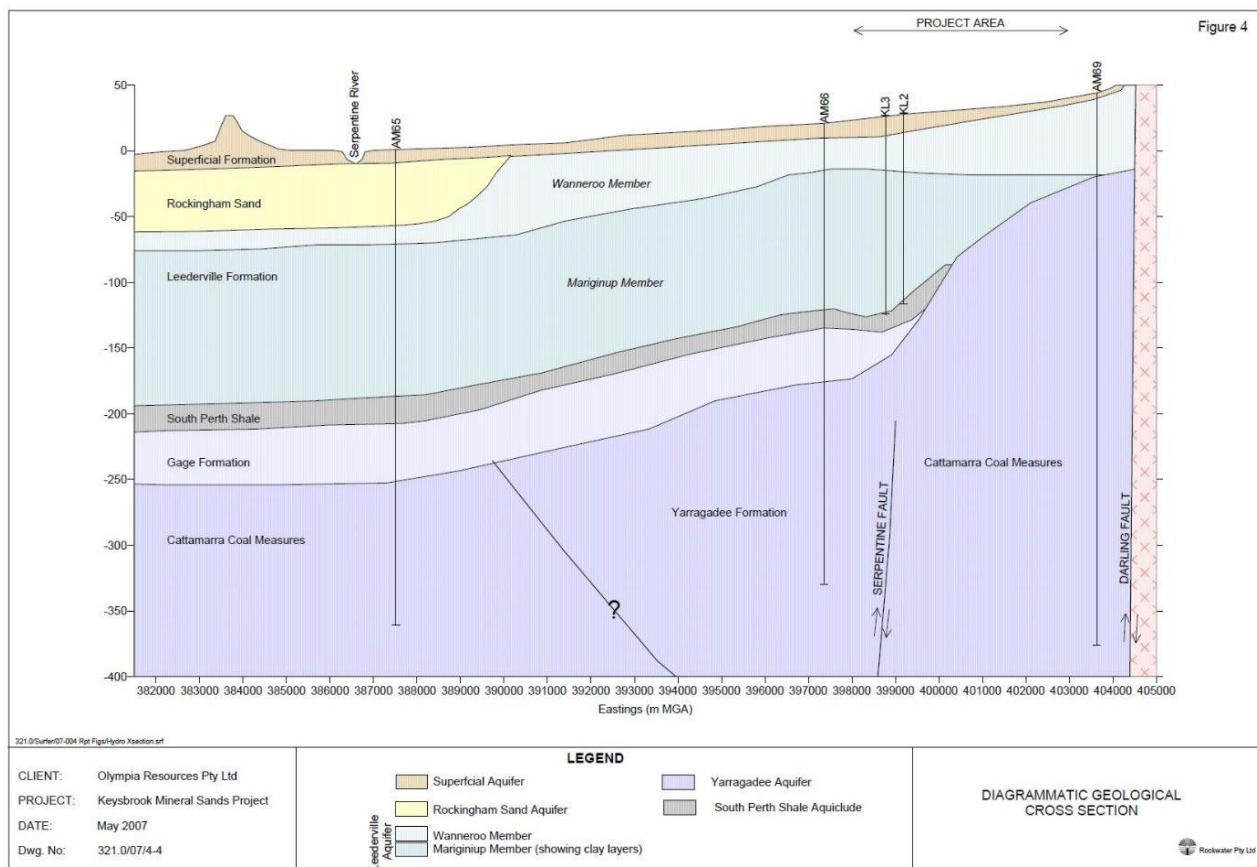 PROJECT AREA
Figure 4
50
0
-50
-100
-150
-200
-250
-300
-350
-400
Serpentine River
AM65
AM66
KL3
KL2
AM69
Superficial Formation
Rockingham Sand
Wanneroo Member
Leederville Formation
Mariginup Member
South Perth Shale
Gage Formation
Cattamarra Coal Measures
Yarragadee Formation
Cattamarra Coal Measures
?
SERPENTINE FAULT
DARLING FAULT
382000 383000 384000 385000 386000 387000 388000 389000 390000 391000 392000 393000 394000 395000 396000 397000 398000 399000 400000 401000 402000 403000 404000 405000
Eastings (m MGA)
321.0/Surfer/07-004 Rpt Figs/Hydro Xsection.srf
CLIENT: Olympia Resources Pty Ltd
PROJECT: Keysbrook Mineral Sands Project
DATE: May 2007
Dwg. No: 321.0/07/4-4
LEGEND
Superfcial Aquifer
Rockingham Sand Aquifer
Leederville
Aquifer
Wanneroo Member
Mariginiup Member (showing clay layers)
Yarragadee Aquifer
South Perth Shale Aquiclude
DIAGRAMMATIC GEOLOGICAL
CROSS SECTION
Rockwater Pty Ltd